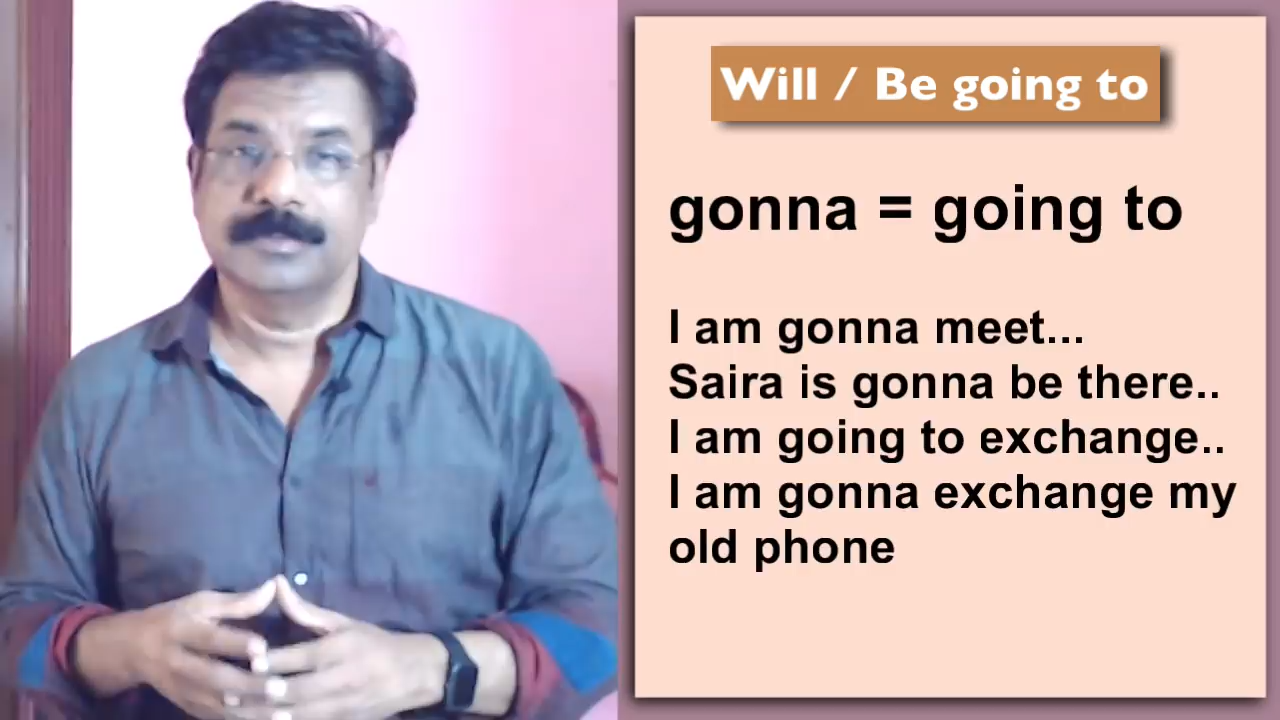 Will / Be going to
gonna = going to
I am gonna meet...
Saira is gonna be there..
I am going to exchange..
I am gonna exchange my
old phone